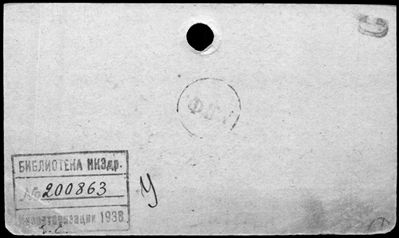 С
БИБЛИОТЕКА НКЗдр.
№ 200863
Инвентаризации 1938
У